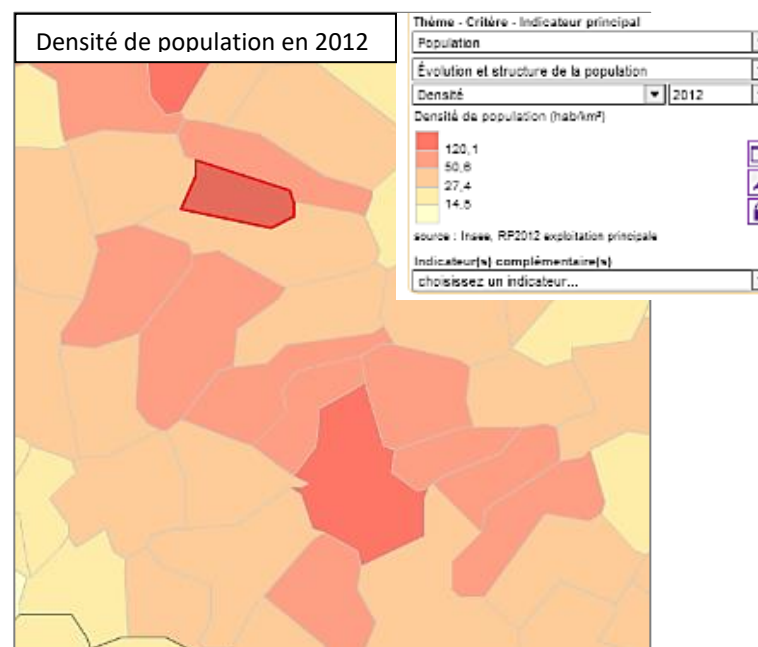 Densité de population en 2012
Thème - Critère - Indicateur principal
Population
Évolution et structure de la population
Densité 2012
Densité de population (hab/km²)
120,1
50,6
27,4
14,5
source : Insee, RP2012 exploitation principale
Indicateur(s) complémentaire(s)
choisissez un indicateur...